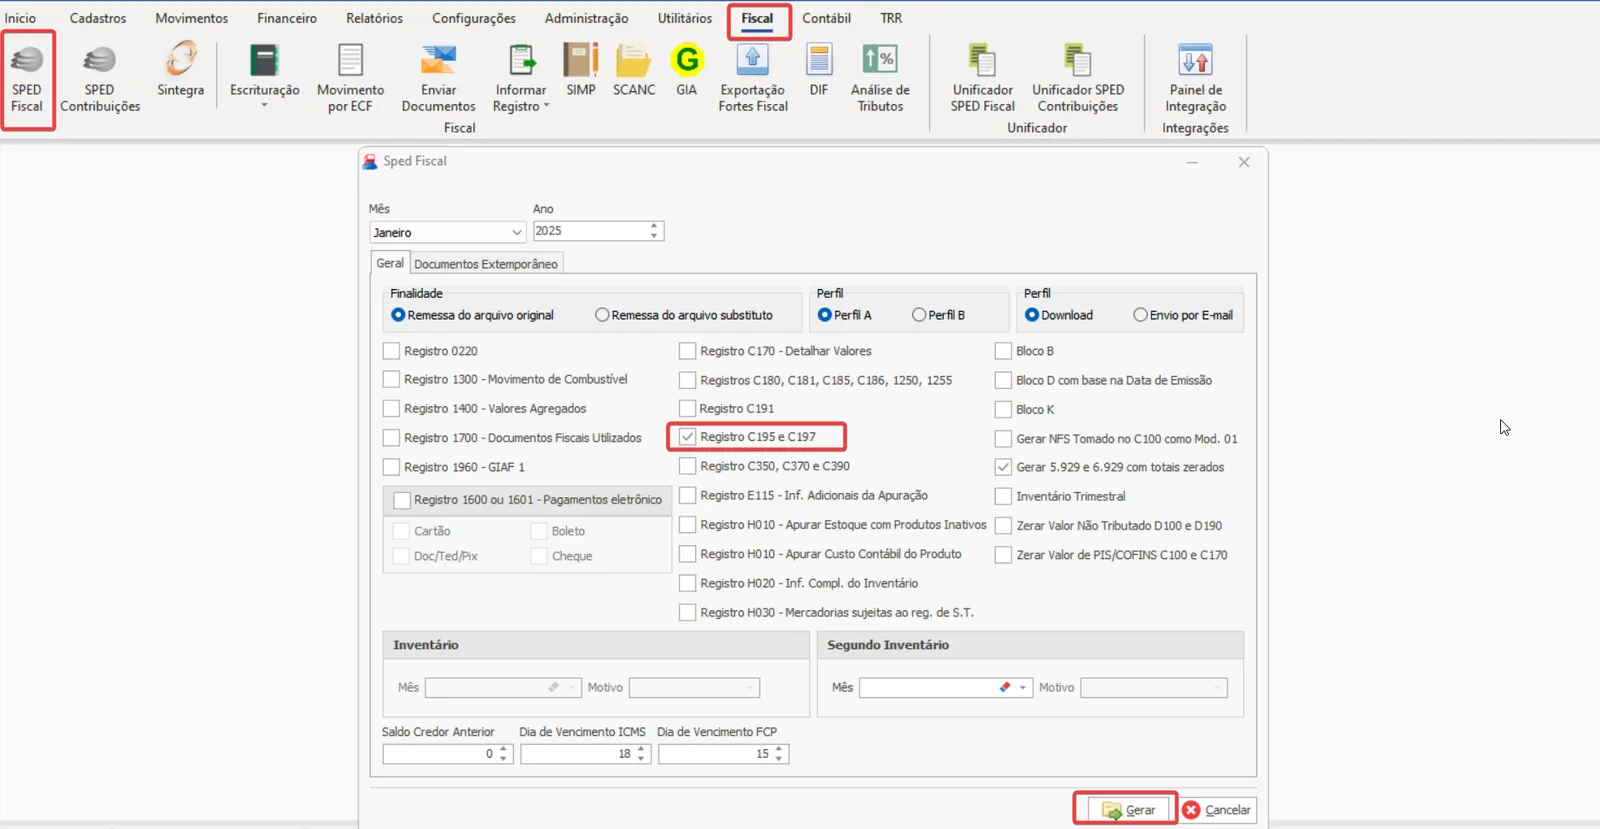 Inicio Cadastros Movimentos Financeiro Relatórios Configurações Administração Utilitários Fiscal Contábil TRR
SPED Fiscal
SPED Contribuições
Sintegra
Escrituração
Movimento por ECF
Enviar Documentos
Informar Registro
SIMP
SCANC
G
GIA
Exportação Fortes Fiscal
DIF
%
Análise de Tributos
Unificador SPED Fiscal
Unificador SPED Contribuições
Painel de Integração
Fiscal Unificador Integrações
Sped Fiscal
Mês Ano
Janeiro 2025
Geral Documentos Extemporâneo
Finalidade Perfil Perfil
Remessa do arquivo original Remessa do arquivo substituto Perfil A Perfil B Download Envio por E-mail
Registro 0220 Registro C170 - Detalhar Valores Bloco B
Registro 1300 - Movimento de Combustível Registros C180, C181, C185, C186, 1250, 1255 Bloco D com base na Data de Emissão
Registro 1400 - Valores Agregados Registro C191 Bloco K
Registro 1700 - Documentos Fiscais Utilizados Registro C195 e C197 Gerar NFS Tomado no C100 como Mod. 01
Registro 1960 - GIAF 1 Registro C350, C370 e C390 Gerar 5.929 e 6.929 com totais zerados
Registro 1600 ou 1601 - Pagamentos eletrônico Registro E115 - Inf. Adicionais da Apuração Inventário Trimestral
Cartão Boleto Registro H010 - Apurar Estoque com Produtos Inativos Zerar Valor Não Tributado D100 e D190
Doc/Ted/Pix Cheque Registro H010 - Apurar Custo Contábil do Produto Zerar Valor de PIS/COFINS C100 e C170
Registro H020 - Inf. Compl. do Inventário
Registro H030 - Mercadorias sujeitas ao reg. de S.T.
Inventário Segundo Inventário
Mês Motivo Mês Motivo
Saldo Credor Anterior Dia de Vencimento ICMS Dia de Vencimento FCP
0 18 15
Gerar Cancelar